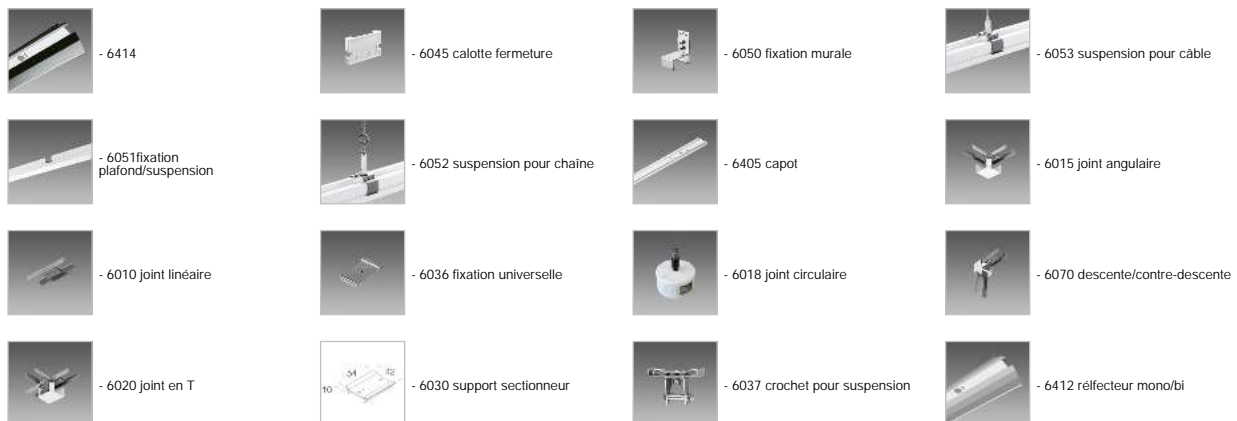 - 6414
- 6045 calotte fermeture
- 6050 fixation murale
- 6053 suspension pour câble
- 6051fixation
plafond/suspension
- 6052 suspension pour chaîne
- 6405 capot
- 6015 joint angulaire
- 6010 joint linéaire
- 6036 fixation universelle
- 6018 joint circulaire
- 6070 descente/contre-descente
- 6020 joint en T
10
- 6030 support sectionneur
- 6037 crochet pour suspension
- 6412 rélfecteur mono/bi